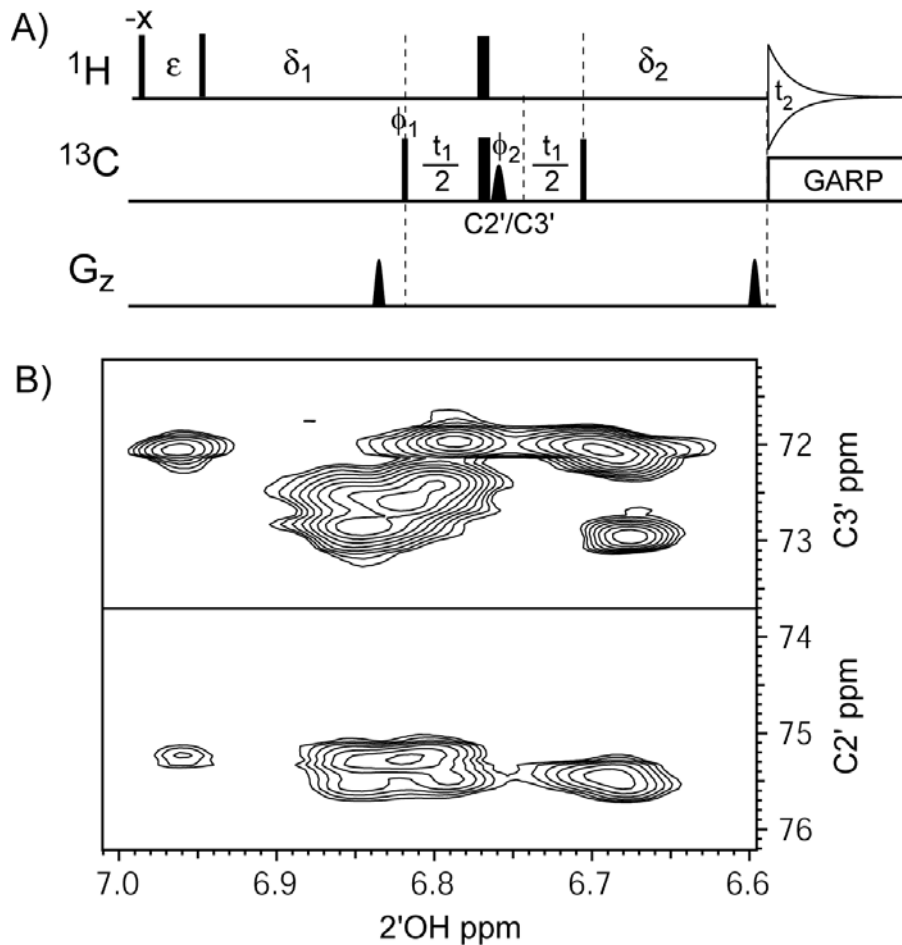 A)
-x
¹H ε δ₁ δ₂ t₂
ϕ₁ ϕ₂
¹³C t₁/2 t₁/2 GARP
C2'/C3'
G_z
B)
72
73
C3' ppm
74
75
76
C2' ppm
7.0 6.9 6.8 6.7 6.6
2'OH ppm